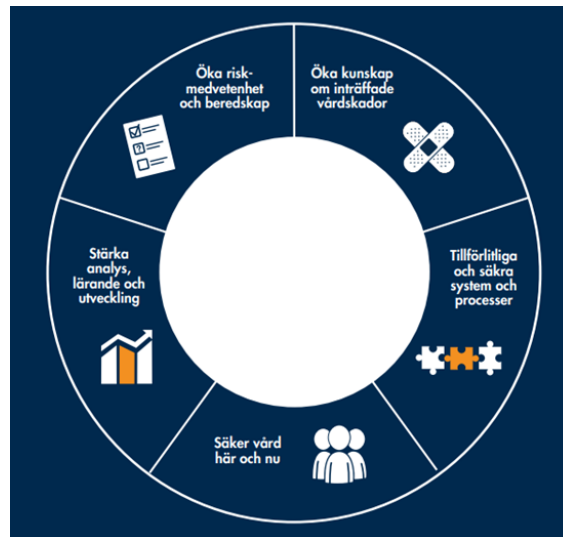 Öka risk-
medvetenhet
och beredskap
Öka kunskap
om inträffade
vårdskador
Tillförlitliga
och säkra
system och
processer
Säker vård
här och nu
Stärka
analys,
lärande och
utveckling